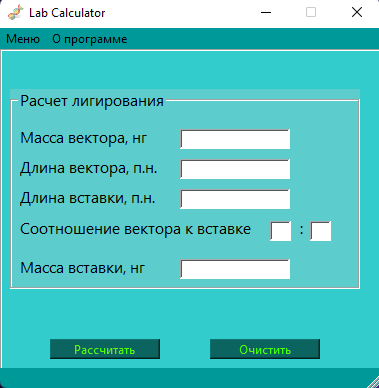 Lab Calculator
Меню О программе
Расчет лигирования
Масса вектора, нг
Длина вектора, п.н.
Длина вставки, п.н.
Соотношение вектора к вставке :
Масса вставки, нг
Рассчитать Очистить